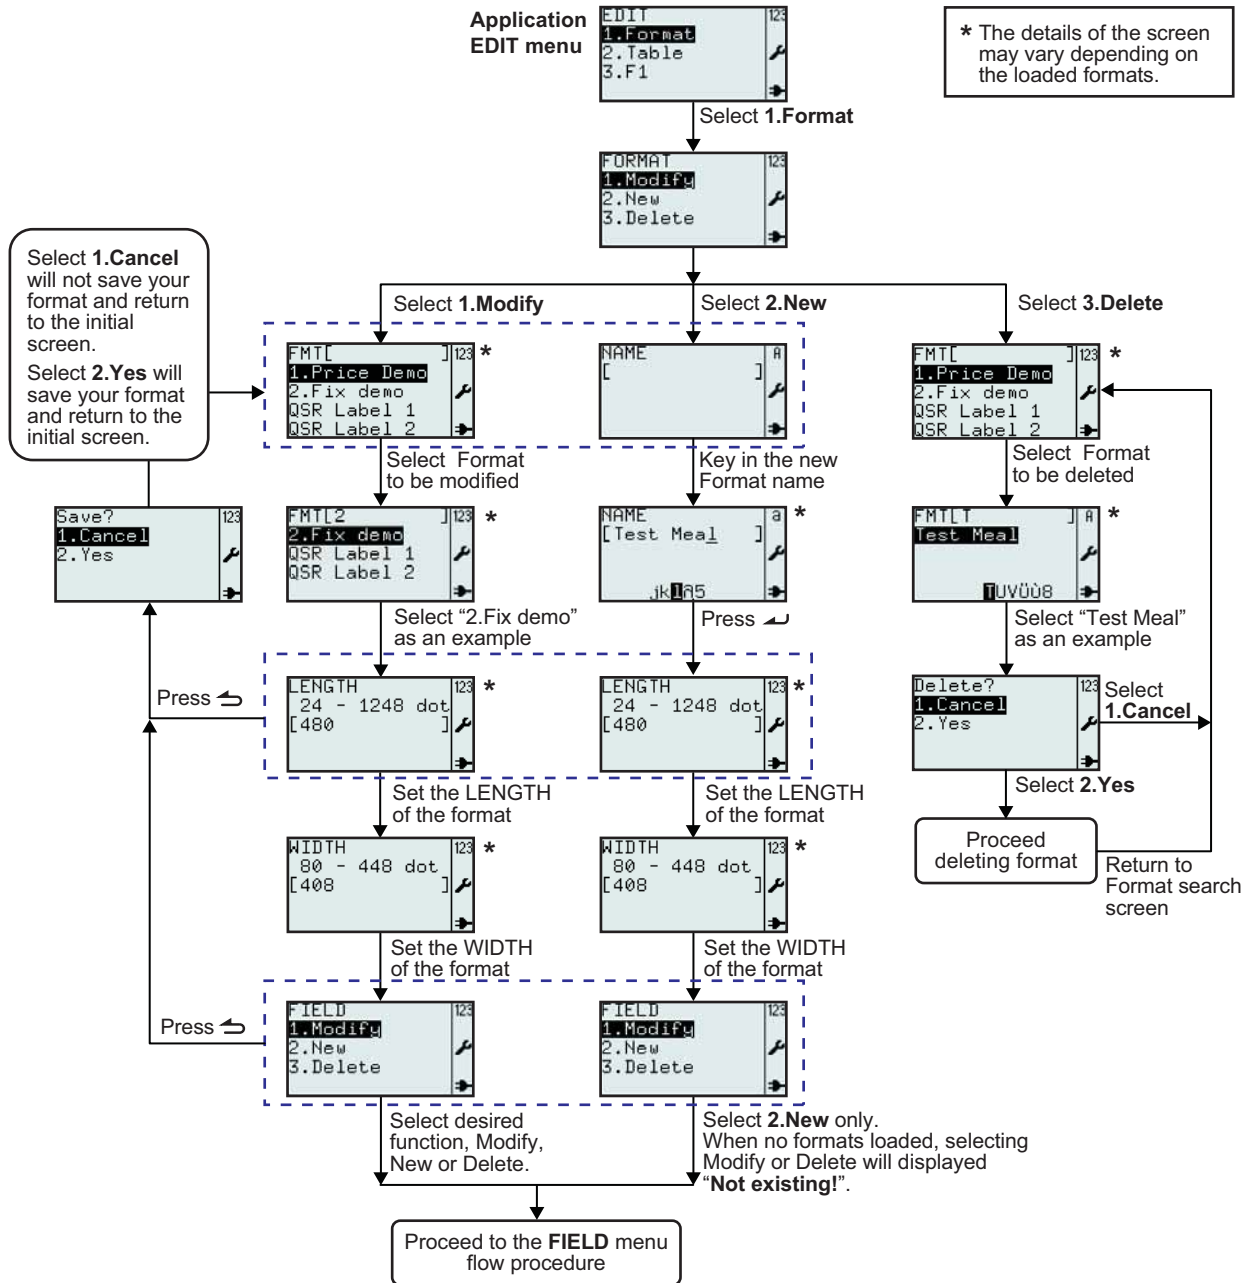 Application
EDIT menu
EDIT
123
1.Format
2.Table
3.F1
* The details of the screen
may vary depending on
the loaded formats.
Select 1.Format
FORMAT
123
1.Modify
2.New
3.Delete
Select 1.Cancel
will not save your
format and return
to the initial
screen.
Select 2.Yes will
save your format
and return to the
initial screen.
Select 1.Modify
Select 2.New
Select 3.Delete
FMT[ ] 123 *
1.Price Demo
2.Fix demo
QSR Label 1
QSR Label 2
NAME A
[ ]
FMT[ ] 123 *
1.Price Demo
2.Fix demo
QSR Label 1
QSR Label 2
Select Format
to be modified
Key in the new
Format name
Select Format
to be deleted
Save? 123
1.Cancel
2.Yes
FMT[2 ] 123 *
2.Fix demo
QSR Label 1
QSR Label 2
NAME a *
[Test Meal ]
FMT[T ] A *
Test Meal
TUVÜù8
Select "2.Fix demo"
as an example
Press
Select "Test Meal"
as an example
Press
LENGTH 123 *
24 - 1248 dot
[480 ]
LENGTH 123 *
24 - 1248 dot
[480 ]
Delete? 123
1.Cancel
2.Yes
Select
1.Cancel
Set the LENGTH
of the format
Set the LENGTH
of the format
Select 2.Yes
WIDTH 123 *
80 - 448 dot
[408 ]
WIDTH 123 *
80 - 448 dot
[408 ]
Proceed
deleting format
Return to
Format search
screen
Set the WIDTH
of the format
Set the WIDTH
of the format
Press
FIELD 123
1.Modify
2.New
3.Delete
FIELD 123
1.Modify
2.New
3.Delete
Select desired
function, Modify,
New or Delete.
Select 2.New only.
When no formats loaded, selecting
Modify or Delete will displayed
"Not existing!".
Proceed to the FIELD menu
flow procedure